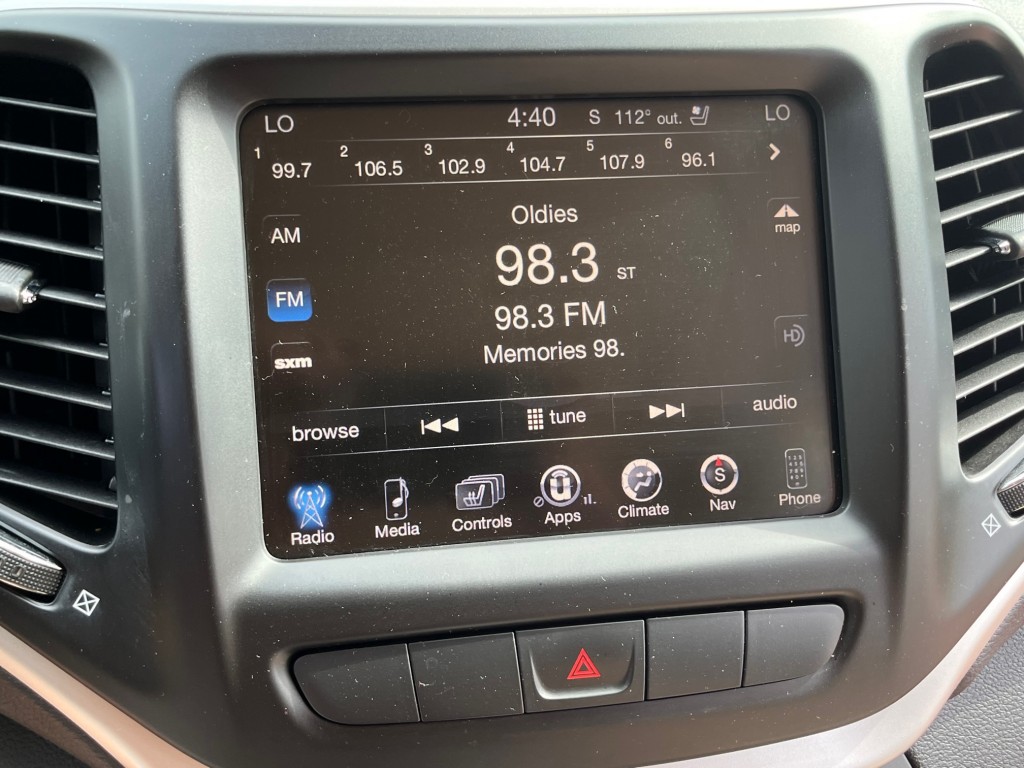 LO 4:40 S 112° out. LO
1 99.7 2 106.5 3 102.9 4 104.7 5 107.9 6 96.1
Oldies
map
AM
98.3 ST
FM
98.3 FM
HD
sxm
Memories 98.
browse tune audio
Radio Media Controls Apps Climate S Nav Phone